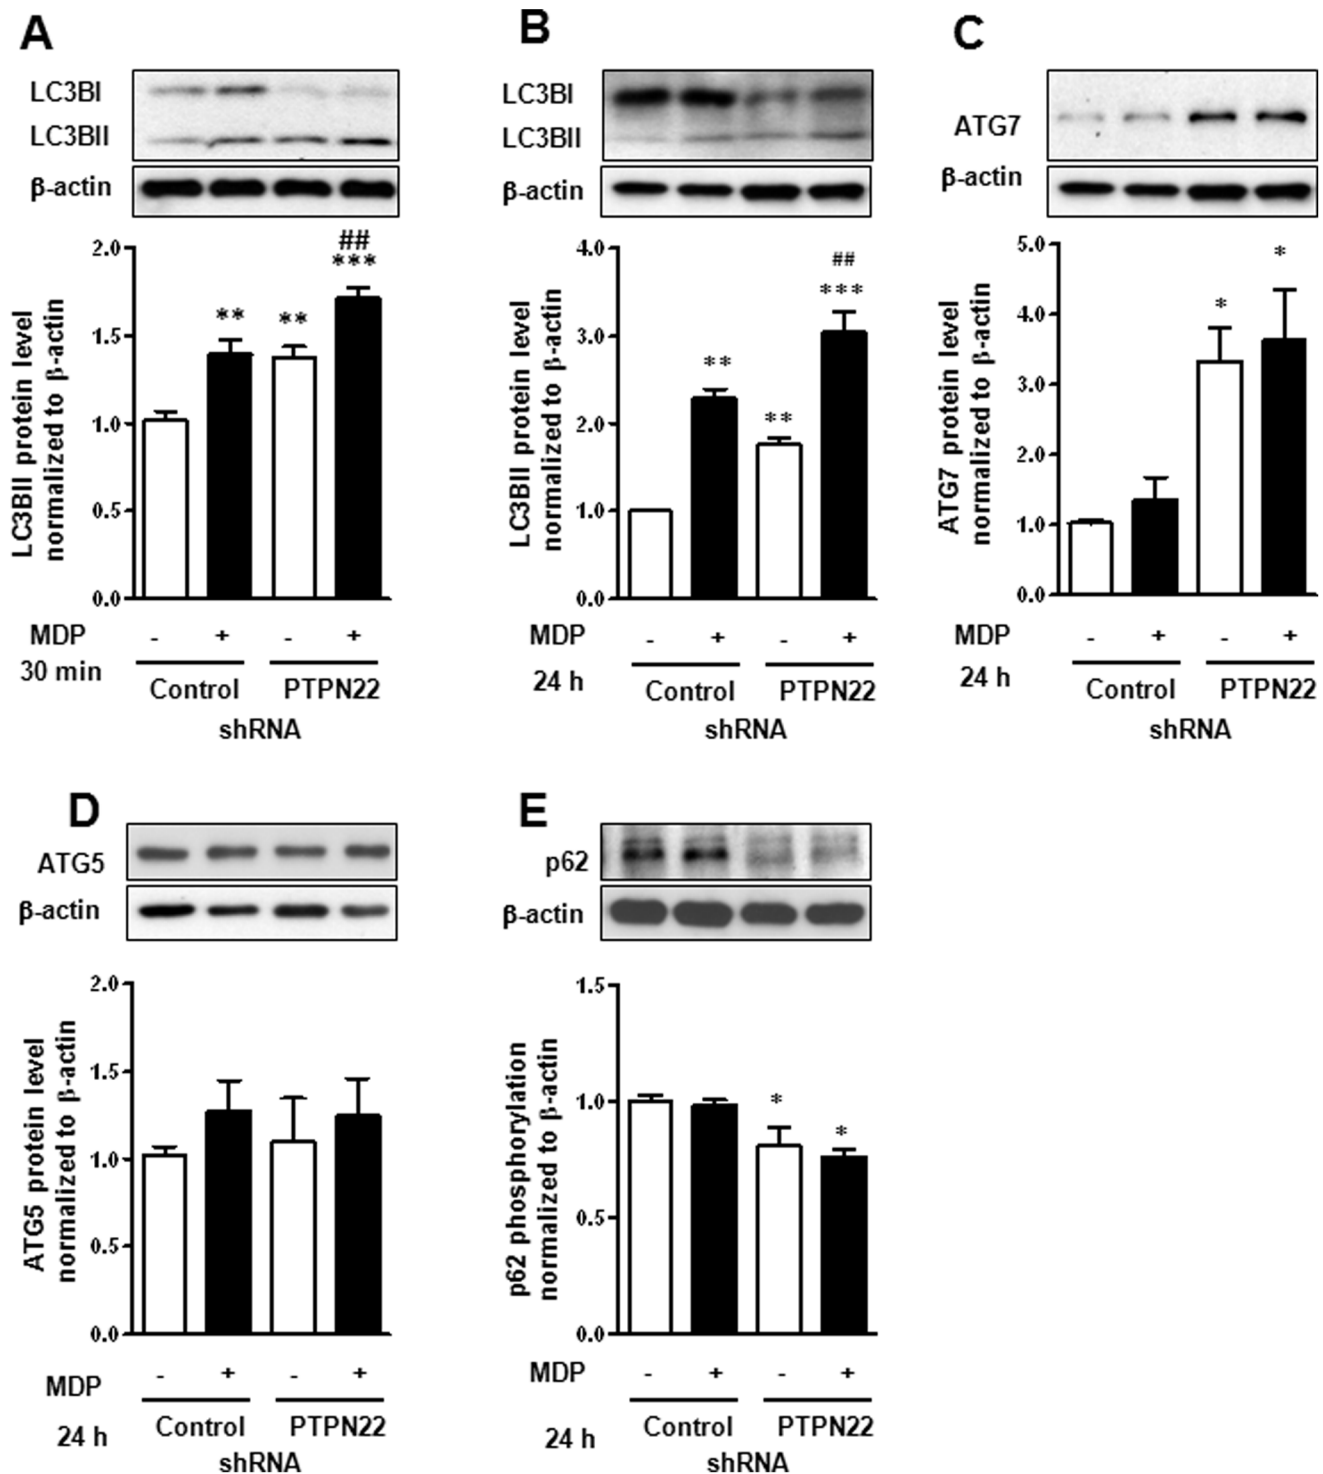 A
LC3BI
LC3BII
β-actin
LC3BII protein level
normalized to β-actin
2.0
1.5
1.0
0.5
0.0
** ** ## ***
MDP - + - +
30 min
Control PTPN22
shRNA
B
LC3BI
LC3BII
β-actin
LC3BII protein level
normalized to β-actin
4.0
3.0
2.0
1.0
0.0
** ** ## ***
MDP - + - +
24 h
Control PTPN22
shRNA
C
ATG7
β-actin
ATG7 protein level
normalized to β-actin
5.0
4.0
3.0
2.0
1.0
0.0
* *
MDP - + - +
24 h
Control PTPN22
shRNA
D
ATG5
β-actin
ATG5 protein level
normalized to β-actin
2.0
1.5
1.0
0.5
0.0
MDP - + - +
24 h
Control PTPN22
shRNA
E
p62
β-actin
p62 phosphorylation
normalized to β-actin
1.5
1.0
0.5
0.0
* *
MDP - + - +
24 h
Control PTPN22
shRNA